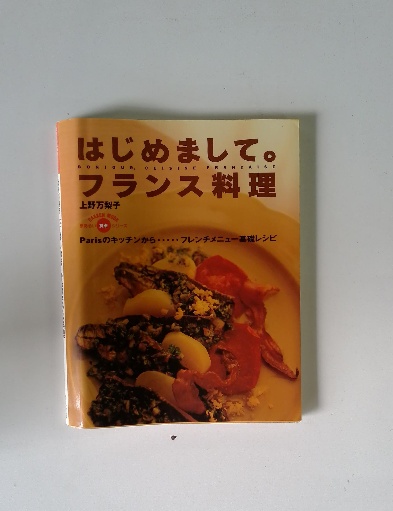 はじめまして。
BONJOUR, CUISINE FRANÇAISE
フランス料理
上野万梨子
Parisのキッチンから・・・・・フレンチメニュー基礎レシピ